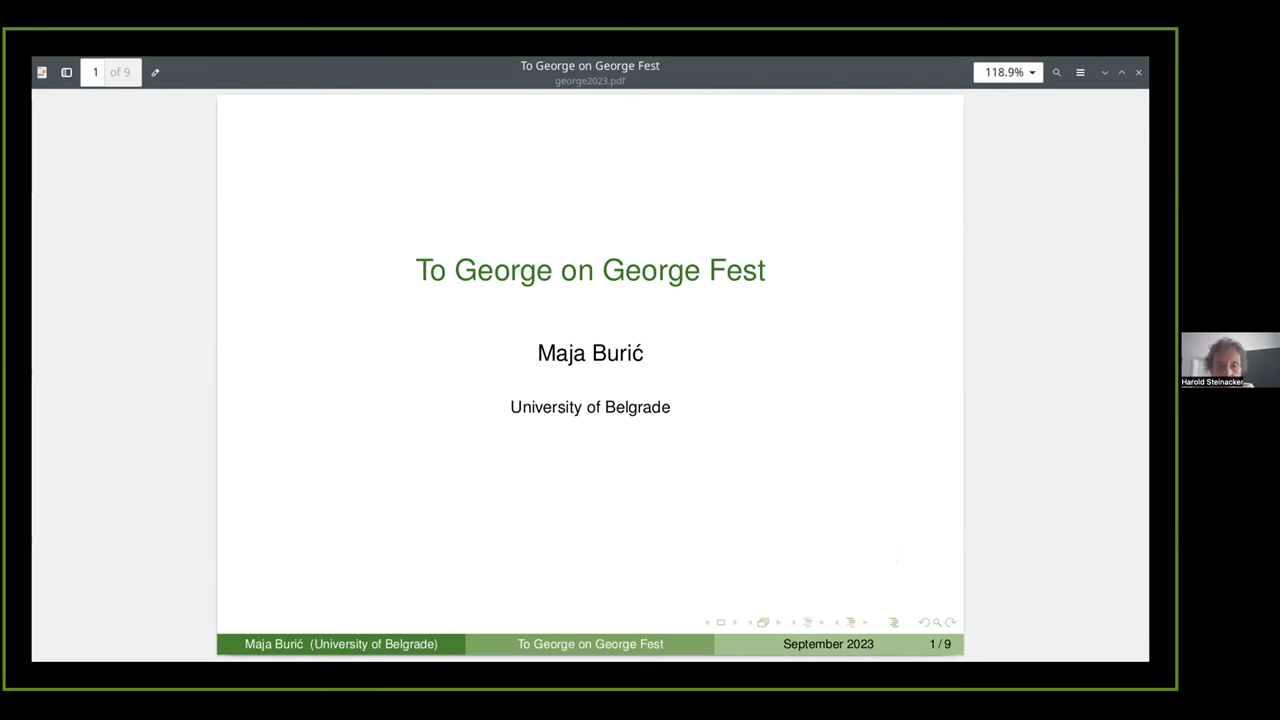 To George on George Fest
george2023.pdf
1 of 9
118.9%
To George on George Fest
Maja Burić
University of Belgrade
Harold Steinacker
Maja Burić (University of Belgrade)
To George on George Fest
September 2023
1 / 9